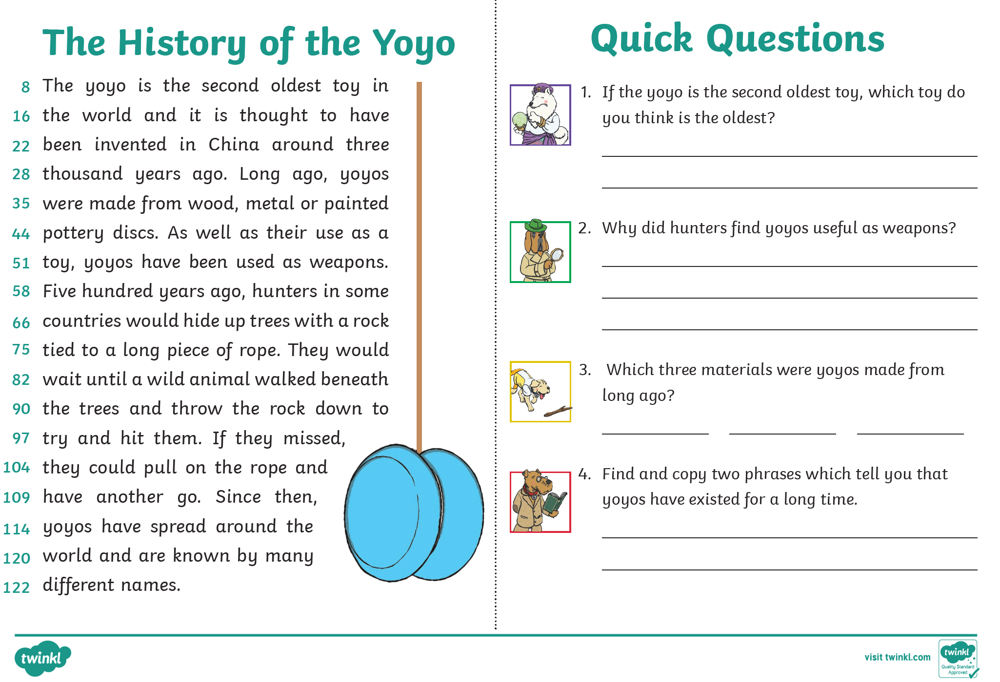 The History of the Yoyo
8 The yoyo is the second oldest toy in
16 the world and it is thought to have
22 been invented in China around three
28 thousand years ago. Long ago, yoyos
35 were made from wood, metal or painted
44 pottery discs. As well as their use as a
51 toy, yoyos have been used as weapons.
58 Five hundred years ago, hunters in some
66 countries would hide up trees with a rock
75 tied to a long piece of rope. They would
82 wait until a wild animal walked beneath
90 the trees and throw the rock down to
97 try and hit them. If they missed,
104 they could pull on the rope and
109 have another go. Since then,
114 yoyos have spread around the
120 world and are known by many
122 different names.
Quick Questions
1. If the yoyo is the second oldest toy, which toy do
you think is the oldest?
2. Why did hunters find yoyos useful as weapons?
3. Which three materials were yoyos made from
long ago?
4. Find and copy two phrases which tell you that
yoyos have existed for a long time.
twinkl
visit twinkl.com
twinkl
Quality Standard
Approved